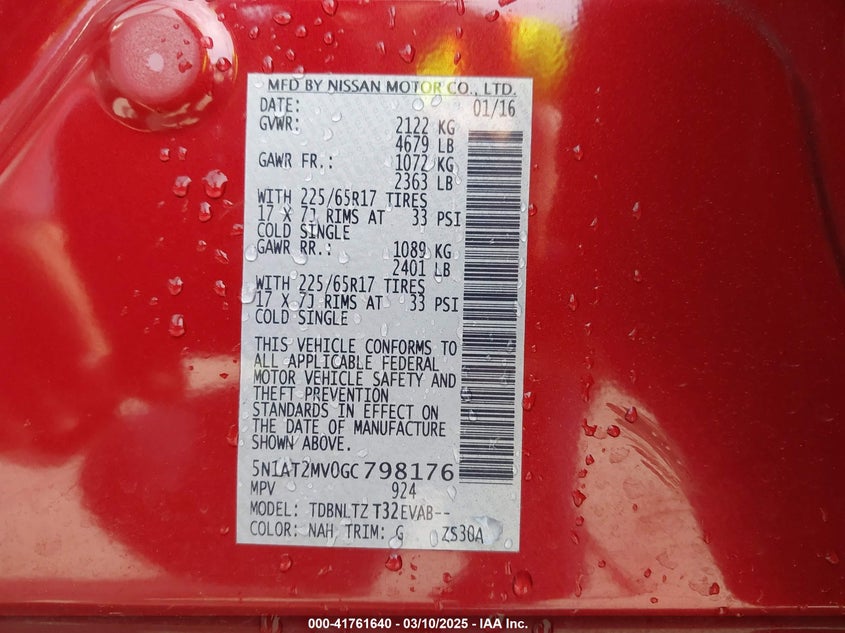 MFD BY NISSAN MOTOR CO., LTD.
DATE: 01/16
GVWR: 2122 KG
4679 LB
GAWR FR.: 1072 KG
2363 LB
WITH 225/65R17 TIRES
17 X 7J RIMS AT 33 PSI
COLD SINGLE
GAWR RR.: 1089 KG
2401 LB
WITH 225/65R17 TIRES
17 X 7J RIMS AT 33 PSI
COLD SINGLE
THIS VEHICLE CONFORMS TO
ALL APPLICABLE FEDERAL
MOTOR VEHICLE SAFETY AND
THEFT PREVENTION
STANDARDS IN EFFECT ON
THE DATE OF MANUFACTURE
SHOWN ABOVE.
5N1AT2MV0GC798176
MPV 924
MODEL: TDBNLTZ T32EVAB--
COLOR: NAH TRIM: G ZS30A
000-41761640 - 03/10/2025 - IAA Inc.